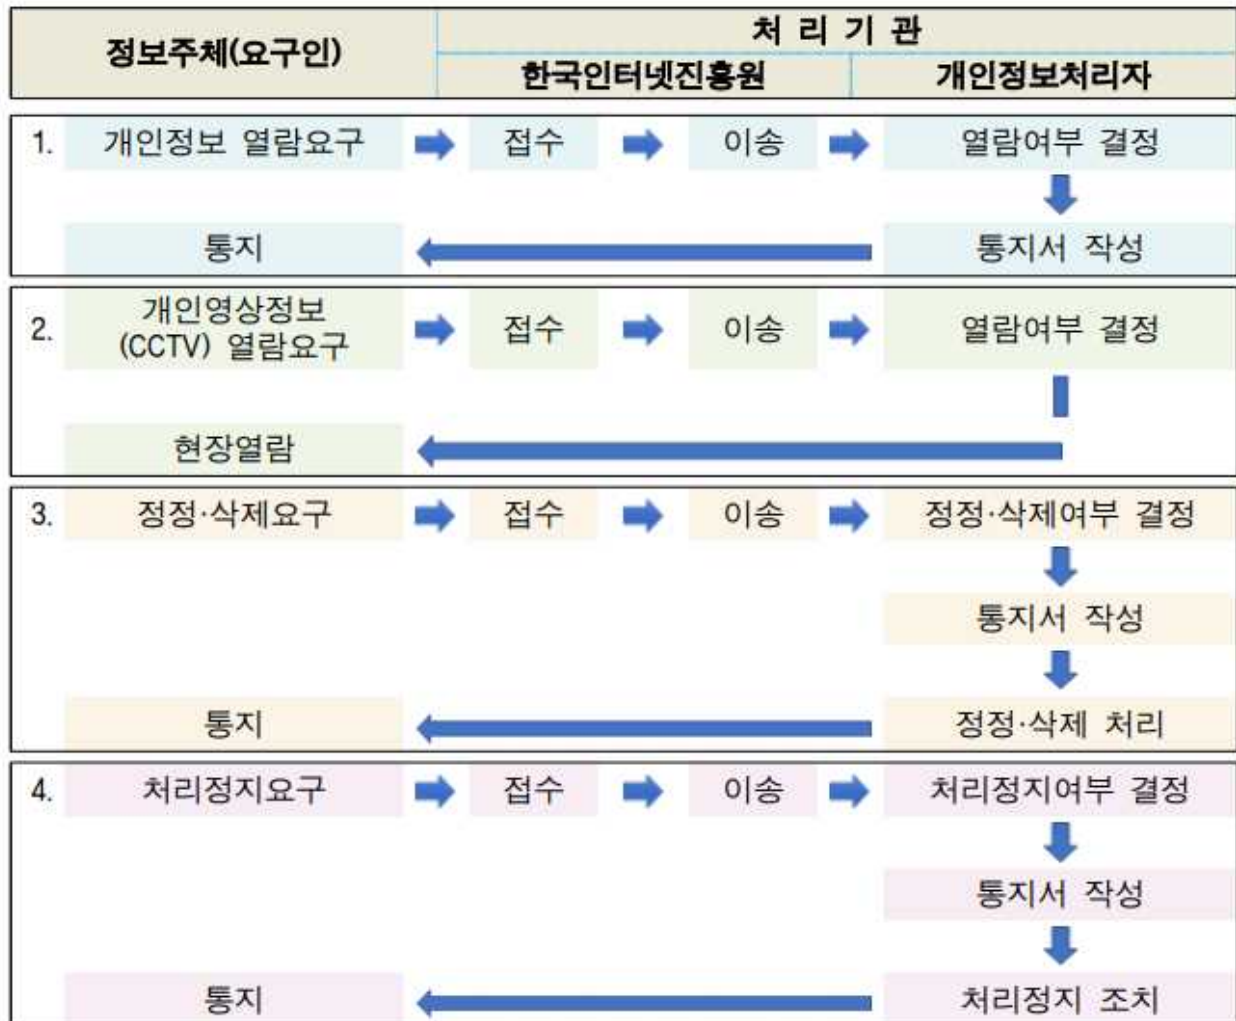 정보주체(요구인)
처 리 기 관
한국인터넷진흥원 개인정보처리자
1. 개인정보 열람요구 접수 이송 열람여부 결정
통지 통지서 작성
2. 개인영상정보
(CCTV) 열람요구 접수 이송 열람여부 결정
현장열람
3. 정정·삭제요구 접수 이송 정정·삭제여부 결정
통지서 작성
통지 정정·삭제 처리
4. 처리정지요구 접수 이송 처리정지여부 결정
통지서 작성
통지 처리정지 조치